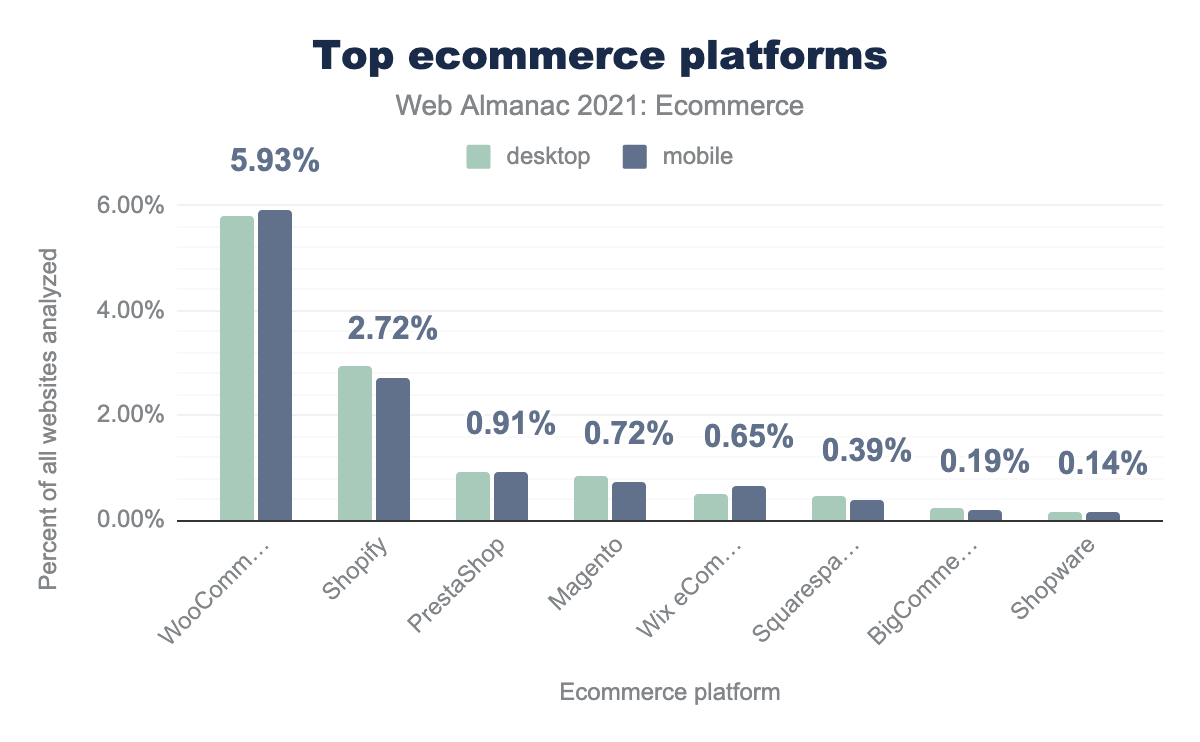 Top ecommerce platforms
Web Almanac 2021: Ecommerce
desktop
mobile
5.93%
2.72%
0.91%
0.72%
0.65%
0.39%
0.19%
0.14%
6.00%
4.00%
2.00%
0.00%
Percent of all websites analyzed
WooComm…
Shopify
PrestaShop
Magento
Wix eCom…
Squarespa…
BigComme…
Shopware
Ecommerce platform